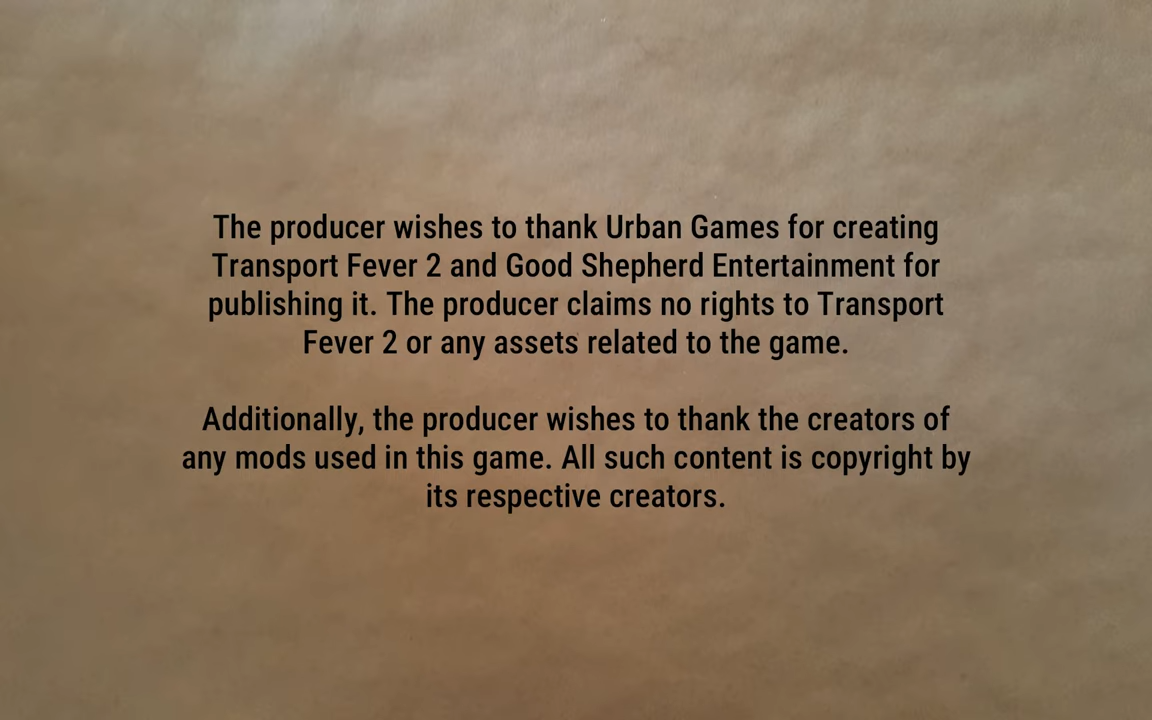 The producer wishes to thank Urban Games for creating
Transport Fever 2 and Good Shepherd Entertainment for
publishing it. The producer claims no rights to Transport
Fever 2 or any assets related to the game.
Additionally, the producer wishes to thank the creators of
any mods used in this game. All such content is copyright by
its respective creators.